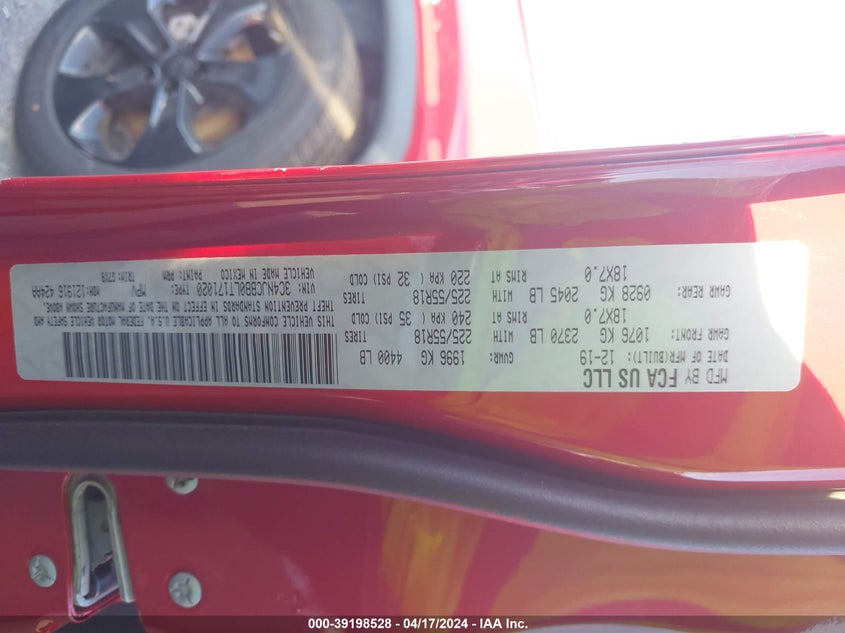 MFD BY FCA US LLC
DATE OF MFR(BUILT): 12-19 GVWR: 1996 KG 4400 LB
GAWR FRONT: 1076 KG 2370 LB WITH 225/55R18 TIRES
18X7.0 RIMS AT 240 KPA ( 35 PSI) COLD
GAWR REAR: 0928 KG 2045 LB WITH 225/55R18 TIRES
18X7.0 RIMS AT 220 KPA ( 32 PSI) COLD
THIS VEHICLE CONFORMS TO ALL APPLICABLE U.S.A. FEDERAL MOTOR VEHICLE SAFETY AND
THEFT PREVENTION STANDARDS IN EFFECT ON THE DATE OF MANUFACTURE SHOWN ABOVE.
VIN: 3C4NJCBB0LT171020 TYPE: MPV MDH: 121916 424AA
VEHICLE MADE IN MEXICO PAINT: PRM TRIM: G7X9
000-39198528 - 04/17/2024 - IAA Inc.